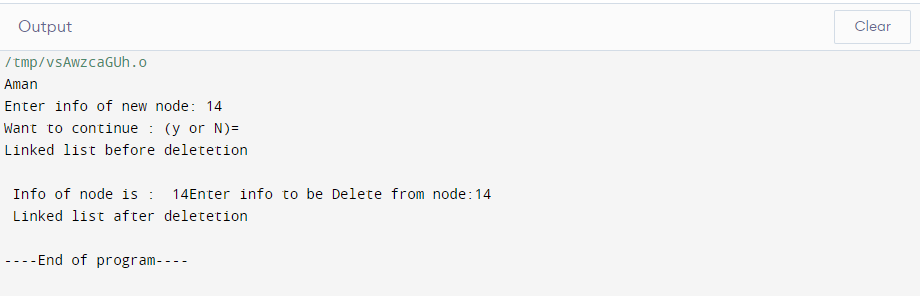 Output
Clear
/tmp/vsAwzcaGUh.o
Aman
Enter info of new node: 14
Want to continue : (y or N)=
Linked list before deletetion
Info of node is :  14Enter info to be Delete from node:14
Linked list after deletetion
----End of program----